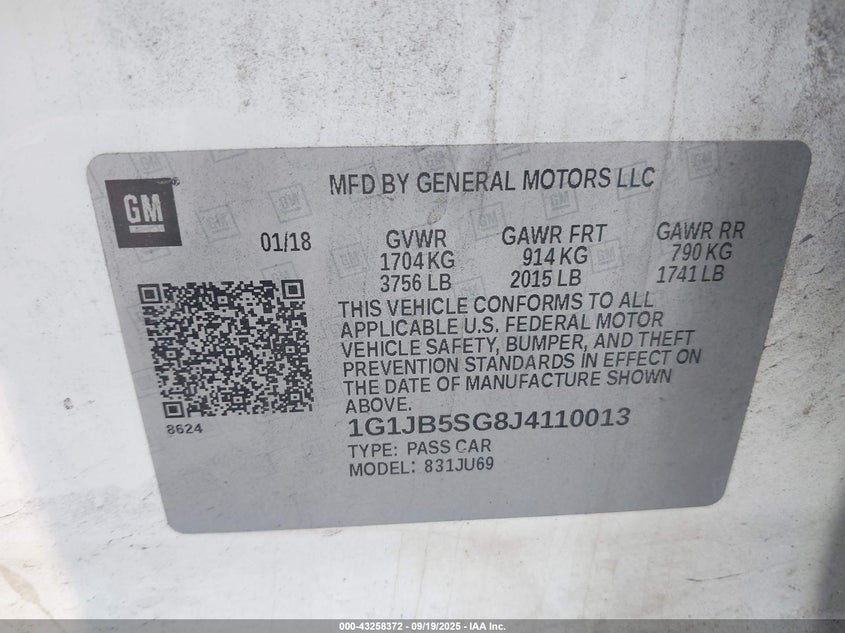 MFD BY GENERAL MOTORS LLC
GM
01/18
GVWR GAWR FRT GAWR RR
1704 KG 914 KG 790 KG
3756 LB 2015 LB 1741 LB
THIS VEHICLE CONFORMS TO ALL
APPLICABLE U.S. FEDERAL MOTOR
VEHICLE SAFETY, BUMPER, AND THEFT
PREVENTION STANDARDS IN EFFECT ON
THE DATE OF MANUFACTURE SHOWN
ABOVE.
8624
1G1JB5SG8J4110013
TYPE: PASS CAR
MODEL: 831JU69
000-43258372 - 09/19/2025 - IAA Inc.